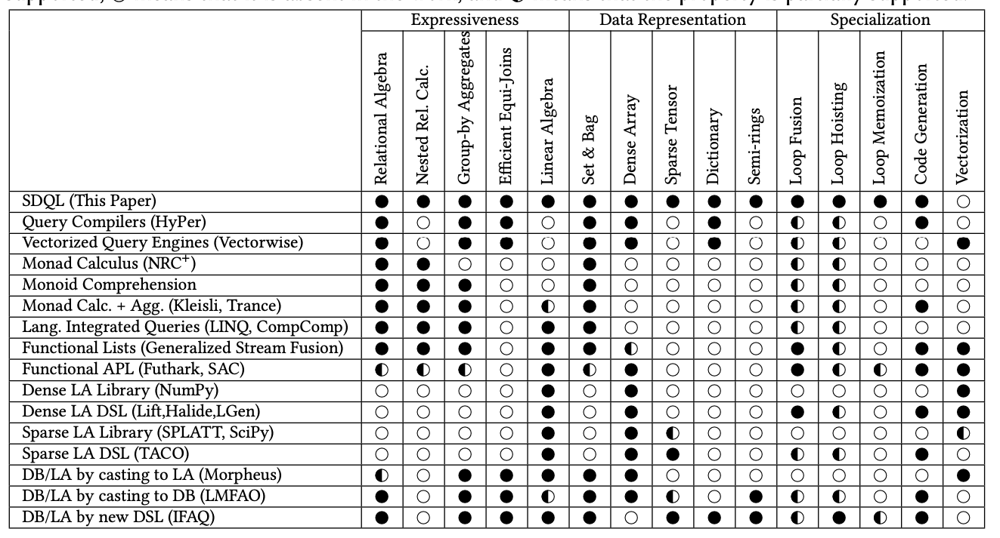 Expressiveness Data Representation Specialization
Relational Algebra Nested Rel. Calc. Group-by Aggregates Efficient Equi-Joins Linear Algebra Set & Bag Dense Array Sparse Tensor Dictionary Semi-rings Loop Fusion Loop Hoisting Loop Memoization Code Generation Vectorization
SDQL (This Paper) ● ● ● ● ● ● ● ● ● ● ● ● ● ● ○
Query Compilers (HyPer) ● ○ ● ● ○ ● ● ○ ● ○ ◐ ◐ ○ ● ○
Vectorized Query Engines (Vectorwise) ● ○ ● ● ○ ● ● ○ ● ○ ◐ ◐ ○ ○ ●
Monad Calculus (NRC⁺) ● ● ○ ○ ○ ● ○ ○ ○ ○ ◐ ◐ ○ ○ ○
Monoid Comprehension ● ● ● ○ ○ ● ○ ○ ○ ○ ◐ ◐ ○ ○ ○
Monad Calc. + Agg. (Kleisli, Trance) ● ● ● ○ ◐ ● ○ ○ ○ ○ ◐ ◐ ○ ● ○
Lang. Integrated Queries (LINQ, CompComp) ● ● ● ○ ● ● ○ ○ ○ ○ ◐ ◐ ○ ○ ○
Functional Lists (Generalized Stream Fusion) ● ● ● ○ ● ● ◐ ○ ○ ○ ● ◐ ○ ● ●
Functional APL (Futhark, SAC) ◐ ◐ ◐ ○ ● ◐ ● ○ ○ ○ ● ◐ ◐ ● ●
Dense LA Library (NumPy) ○ ○ ○ ○ ● ○ ● ○ ○ ○ ○ ○ ○ ○ ●
Dense LA DSL (Lift,Halide,LGen) ○ ○ ○ ○ ● ○ ● ○ ○ ○ ● ◐ ○ ● ●
Sparse LA Library (SPLATT, SciPy) ○ ○ ○ ○ ● ○ ● ◐ ○ ○ ○ ○ ○ ○ ◐
Sparse LA DSL (TACO) ○ ○ ○ ○ ● ○ ● ● ○ ○ ◐ ◐ ○ ● ○
DB/LA by casting to LA (Morpheus) ◐ ○ ● ● ● ● ● ○ ○ ○ ○ ○ ○ ○ ●
DB/LA by casting to DB (LMFAO) ● ○ ● ● ◐ ● ● ◐ ○ ● ◐ ◐ ○ ● ○
DB/LA by new DSL (IFAQ) ● ○ ● ● ● ● ○ ● ● ● ◐ ● ◐ ● ○